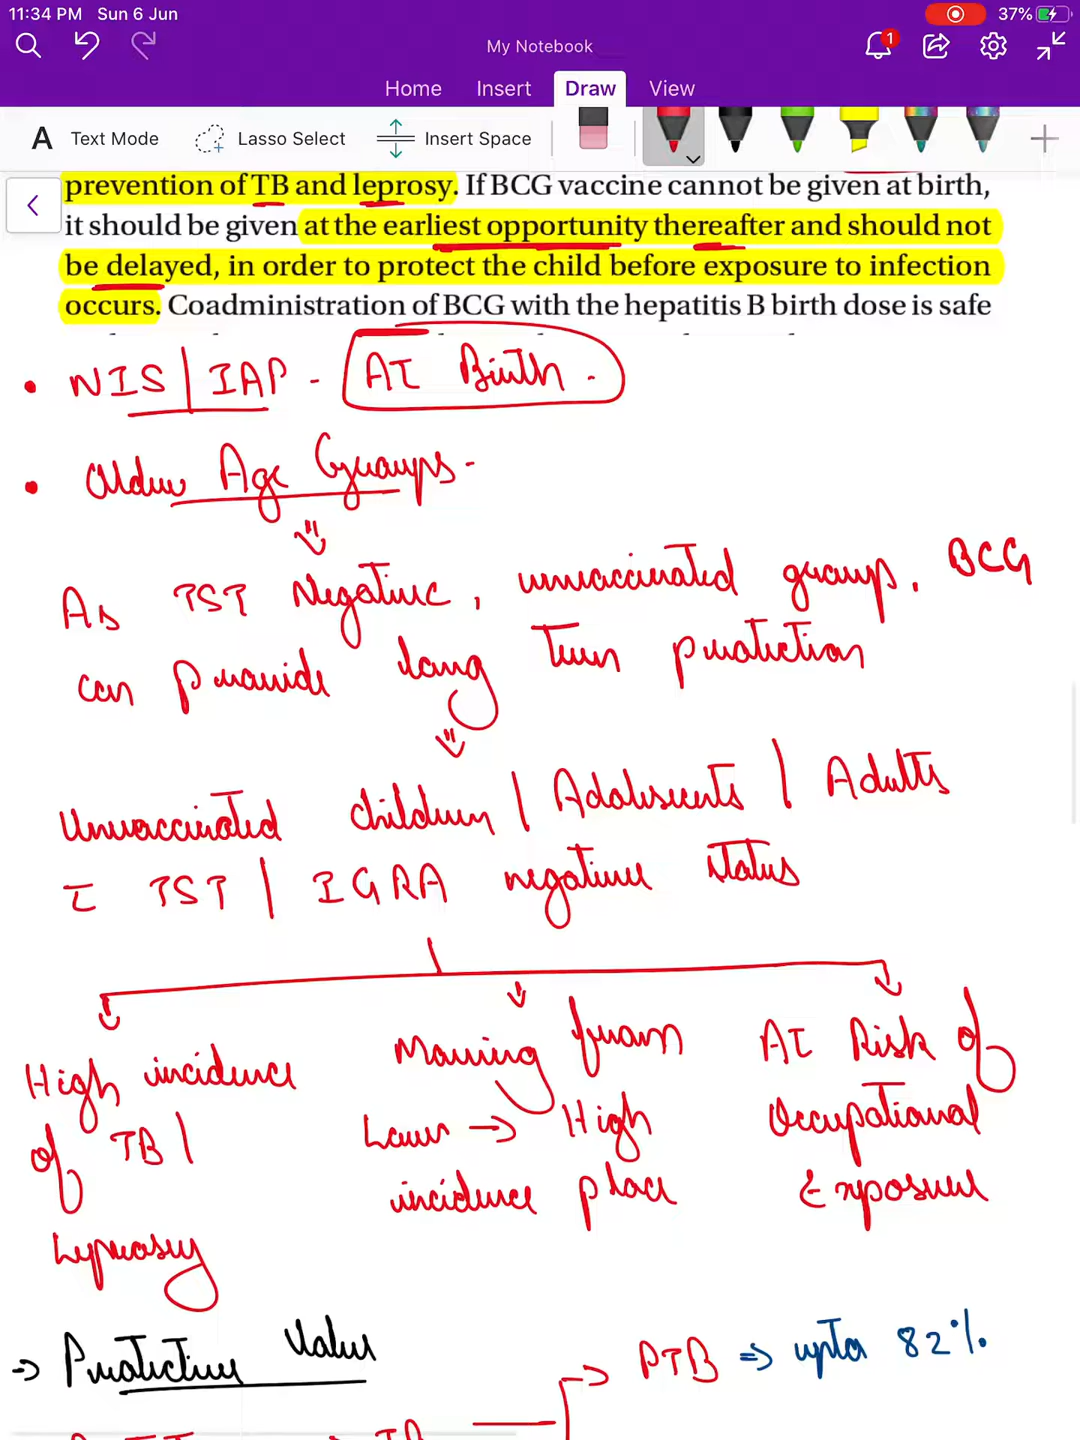 11:34 PM Sun 6 Jun 37%
1
My Notebook
Home Insert Draw View
A Text Mode Lasso Select Insert Space
prevention of TB and leprosy. If BCG vaccine cannot be given at birth,
it should be given at the earliest opportunity thereafter and should not
be delayed, in order to protect the child before exposure to infection
occurs. Coadministration of BCG with the hepatitis B birth dose is safe
• NIS | IAP - At Birth.
• Older Age Groups-
As TST Negative, unvaccinated group, BCG
can provide long term protection
Unvaccinated children | Adolescents | Adults
TST | IGRA negative status
High incidence of TB | Leprosy
Moving from Low → High incidence place
At Risk of Occupational Exposure
⇒ Protective Value
→ PTB ⇒ upto 82%